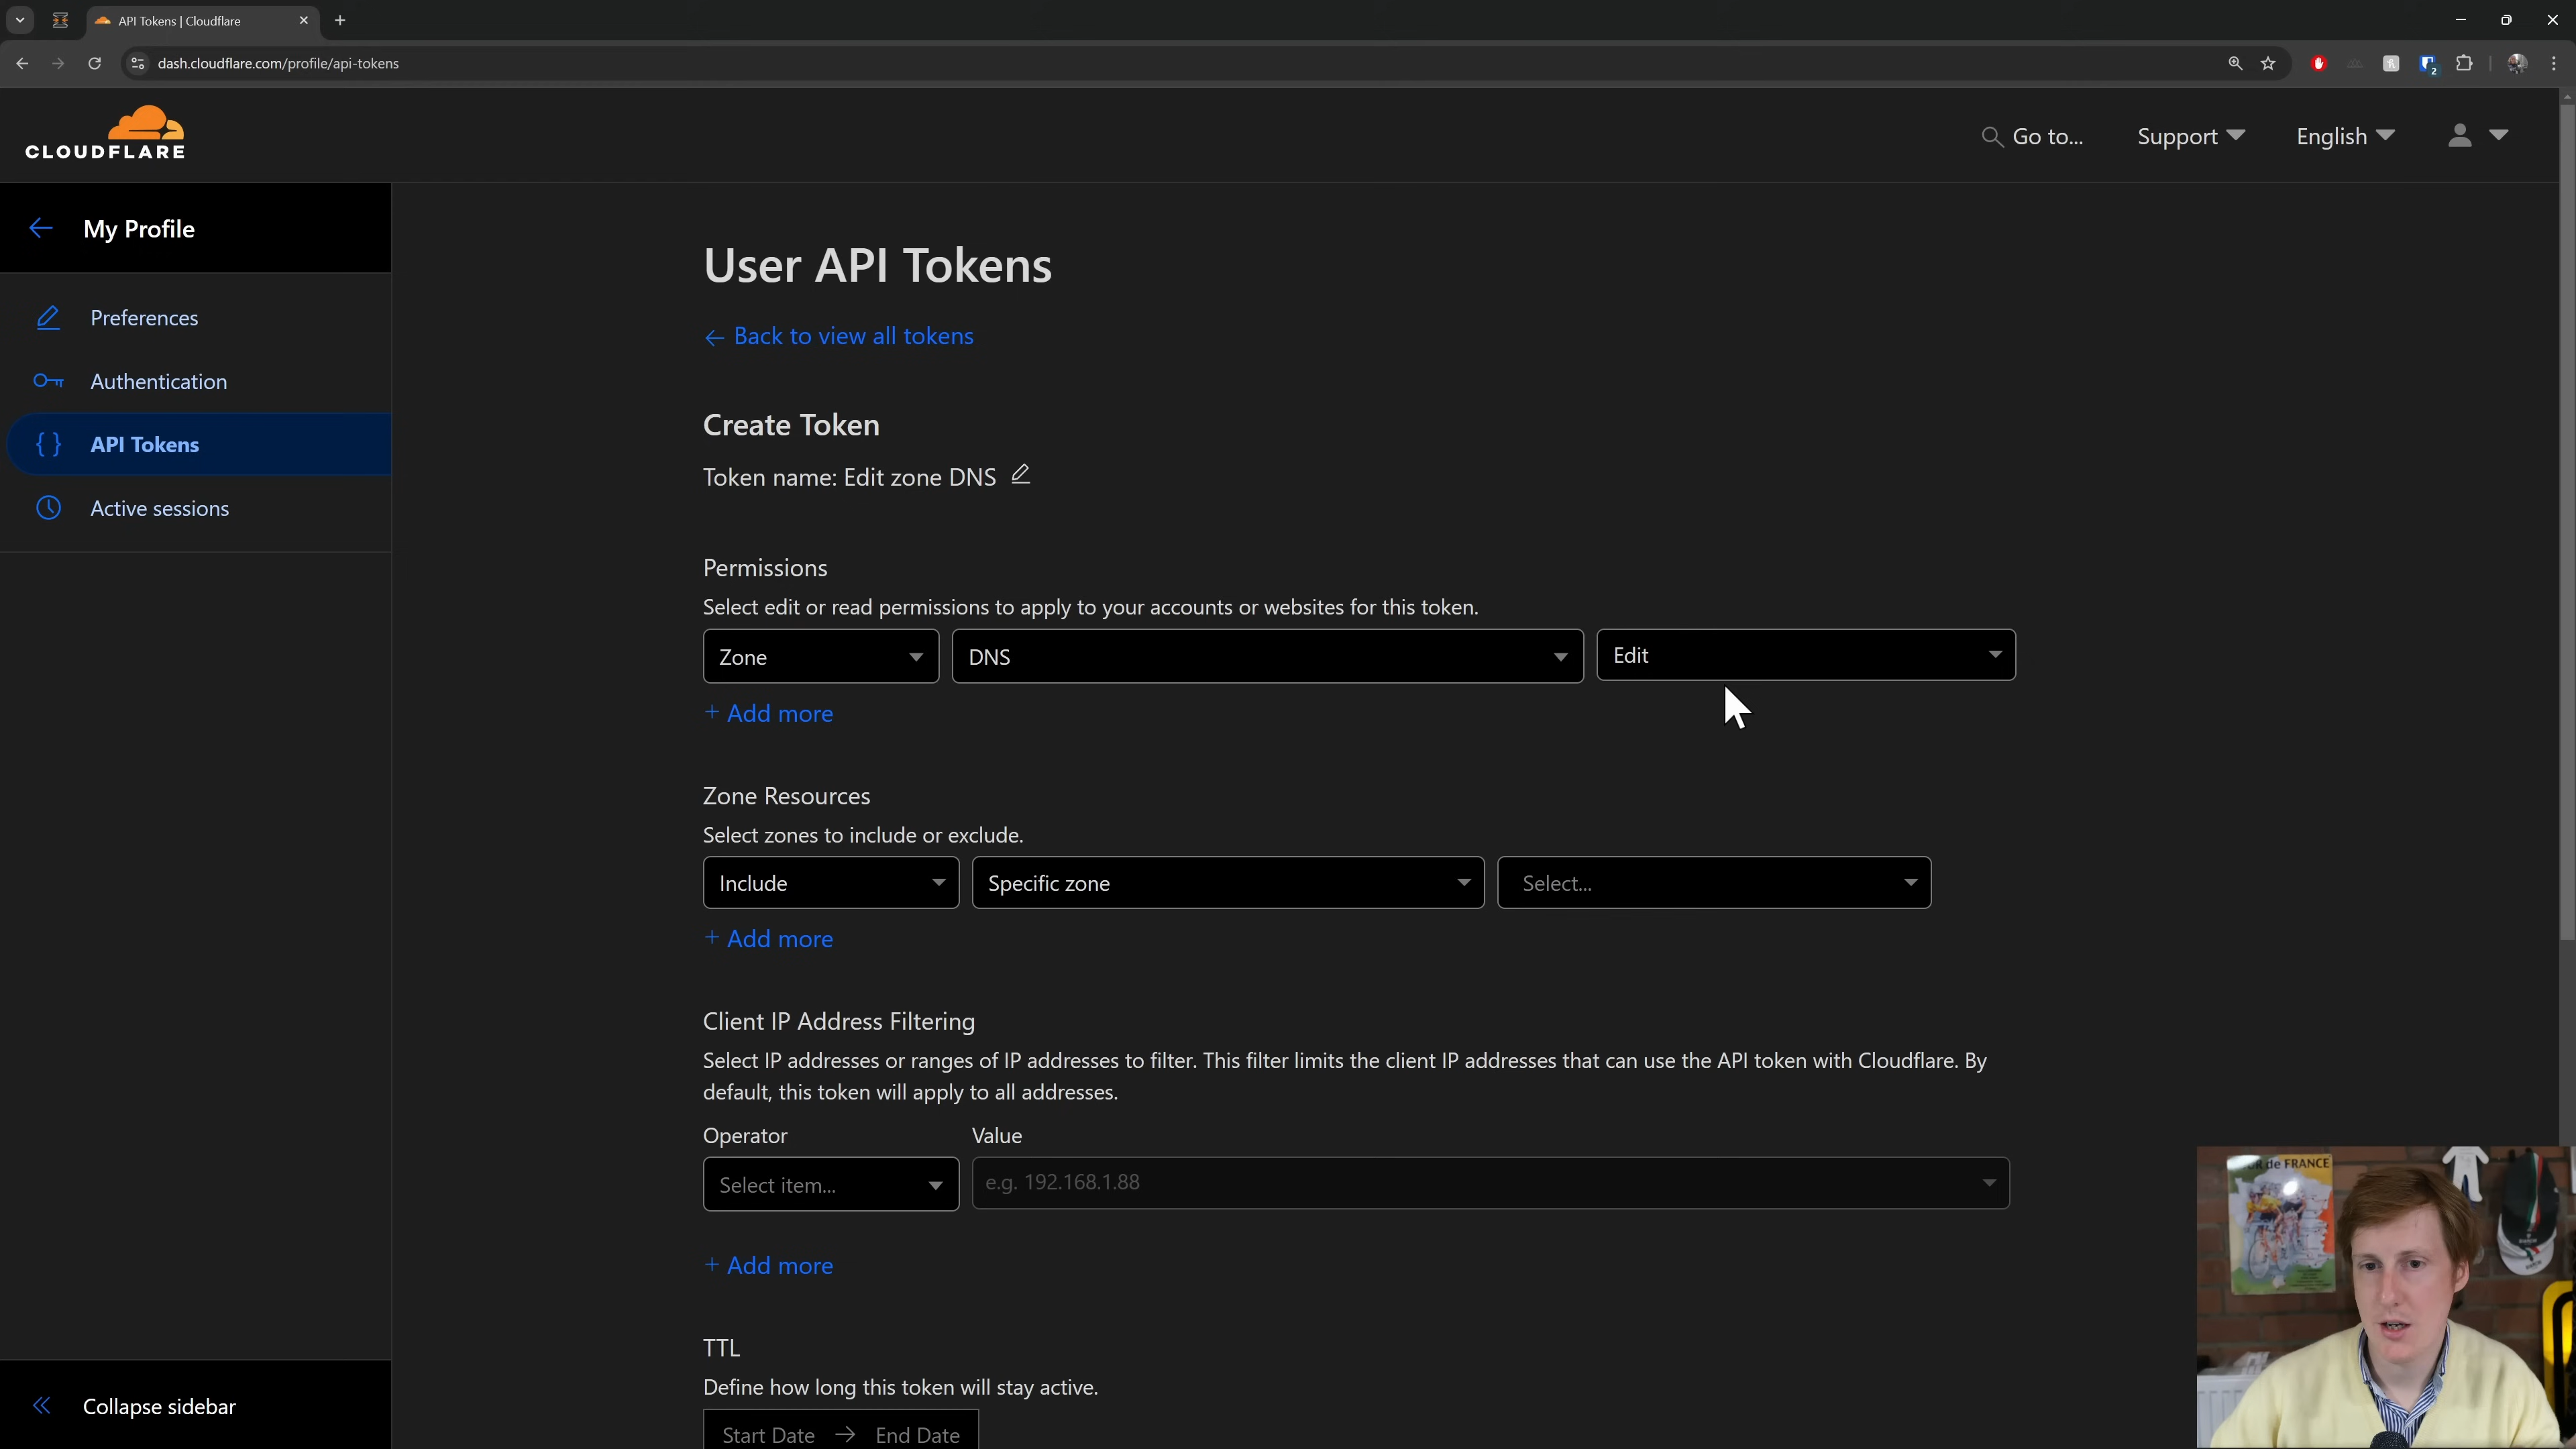 API Tokens | Cloudflare
dash.cloudflare.com/profile/api-tokens
2
CLOUDFLARE
Go to...
Support
English
My Profile
Preferences
Authentication
API Tokens
Active sessions
Collapse sidebar
User API Tokens
Back to view all tokens
Create Token
Token name: Edit zone DNS
Permissions
Select edit or read permissions to apply to your accounts or websites for this token.
Zone
DNS
Edit
+ Add more
Zone Resources
Select zones to include or exclude.
Include
Specific zone
Select...
+ Add more
Client IP Address Filtering
Select IP addresses or ranges of IP addresses to filter. This filter limits the client IP addresses that can use the API token with Cloudflare. By
default, this token will apply to all addresses.
Operator
Value
Select item...
e.g. 192.168.1.88
+ Add more
TTL
Define how long this token will stay active.
Start Date → End Date
de FRANCE